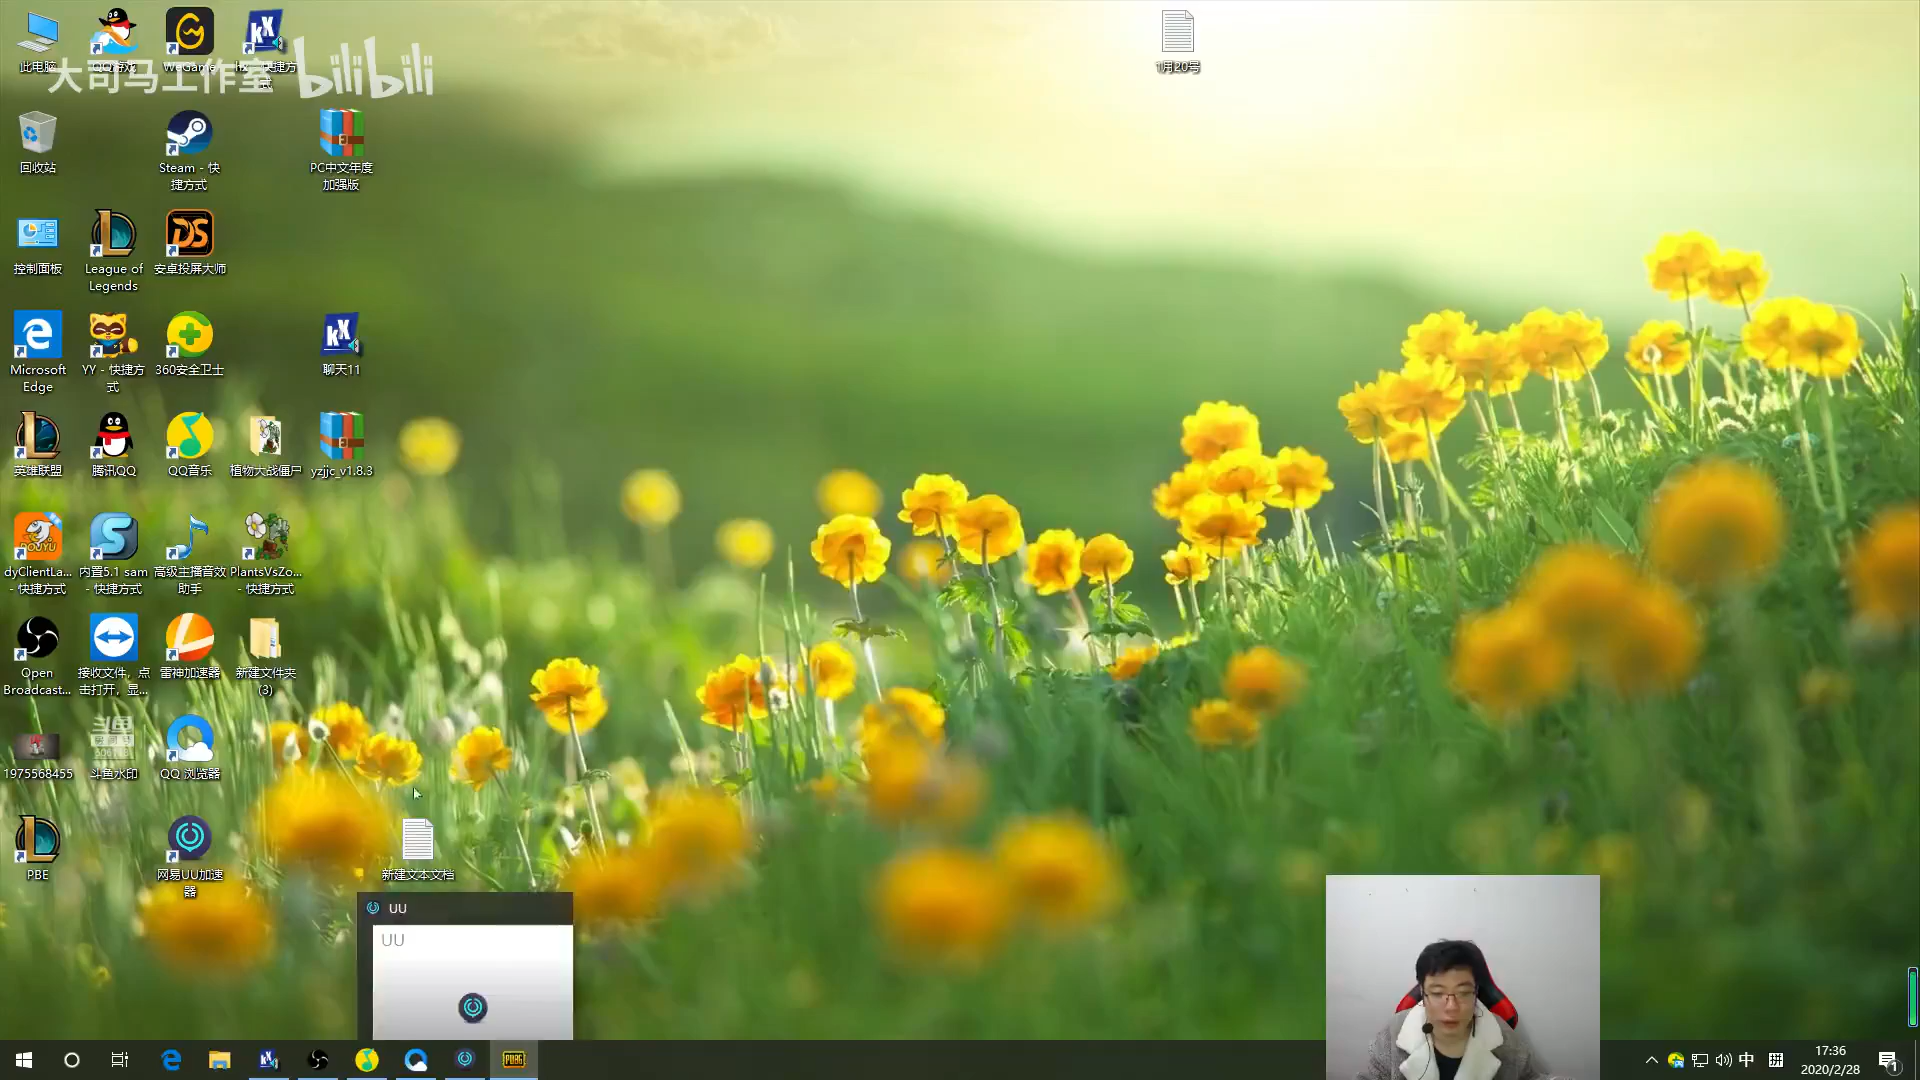 此电脑
QQ游戏
WeGame
kx - 快捷方式
大司马工作室 bilibili
1月20号
回收站
Steam - 快
捷方式
PC中文年度
加强版
控制面板
League of
Legends
安卓投屏大师
Microsoft
Edge
YY - 快捷方
式
360安全卫士
聊天11
英雄联盟
腾讯QQ
QQ音乐
植物大战僵尸
yzjjc_v1.8.3
dyClientLa...
- 快捷方式
内置5.1 sam
- 快捷方式
高级主播音效
助手
PlantsVsZo...
- 快捷方式
Open
Broadcast...
接收文件，点
击打开，显...
雷神加速器
新建文件夹
(3)
1975568455
斗鱼水印
QQ 浏览器
PBE
网易UU加速
器
新建文本文档
UU
UU
PUBG
中
拼
17:36
2020/2/28
1